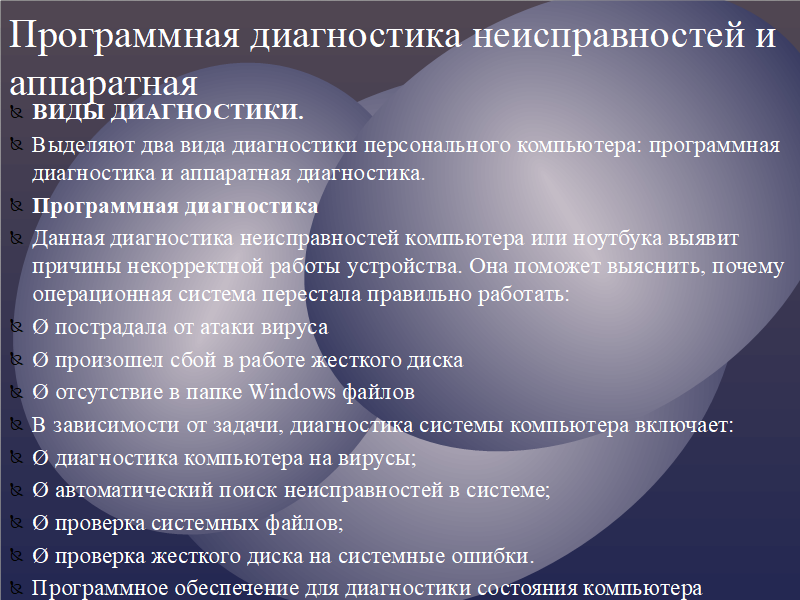 Программная диагностика неисправностей и
аппаратная
ВИДЫ ДИАГНОСТИКИ.
Выделяют два вида диагностики персонального компьютера: программная
диагностика и аппаратная диагностика.
Программная диагностика
Данная диагностика неисправностей компьютера или ноутбука выявит
причины некорректной работы устройства. Она поможет выяснить, почему
операционная система перестала правильно работать:
Ø пострадала от атаки вируса
Ø произошел сбой в работе жесткого диска
Ø отсутствие в папке Windows файлов
В зависимости от задачи, диагностика системы компьютера включает:
Ø диагностика компьютера на вирусы;
Ø автоматический поиск неисправностей в системе;
Ø проверка системных файлов;
Ø проверка жесткого диска на системные ошибки.
Программное обеспечение для диагностики состояния компьютера